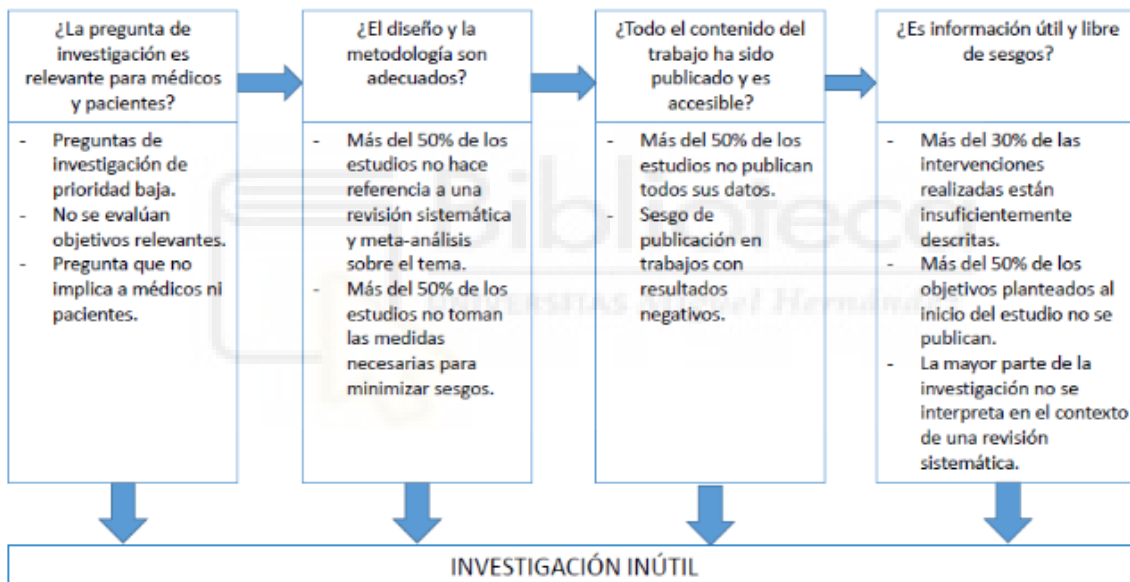 ¿La pregunta de
investigación es
relevante para médicos
y pacientes?
- Preguntas de
investigación de
prioridad baja.
- No se evalúan
objetivos relevantes.
- Pregunta que no
implica a médicos ni
pacientes.
¿El diseño y la
metodología son
adecuados?
- Más del 50% de los
estudios no hace
referencia a una
revisión sistemática
y meta-análisis
sobre el tema.
- Más del 50% de los
estudios no toman
las medidas
necesarias para
minimizar sesgos.
¿Todo el contenido del
trabajo ha sido
publicado y es
accesible?
- Más del 50% de los
estudios no publican
todos sus datos.
- Sesgo de
publicación en
trabajos con
resultados
negativos.
¿Es información útil y libre
de sesgos?
- Más del 30% de las
intervenciones
realizadas están
insuficientemente
descritas.
- Más del 50% de los
objetivos planteados al
inicio del estudio no se
publican.
- La mayor parte de la
investigación no se
interpreta en el contexto
de una revisión
sistemática.
INVESTIGACIÓN INÚTIL
Biblioteca
UNIVERSITAS Miguel Hernández